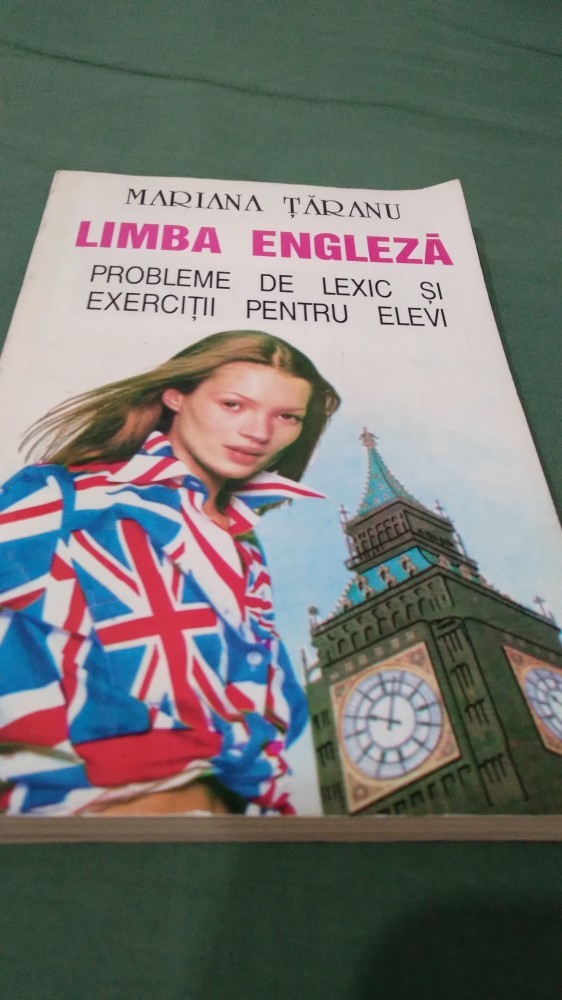 MARIANA ȚĂRANU
LIMBA ENGLEZĂ
PROBLEME DE LEXIC ȘI
EXERCIȚII PENTRU ELEVI